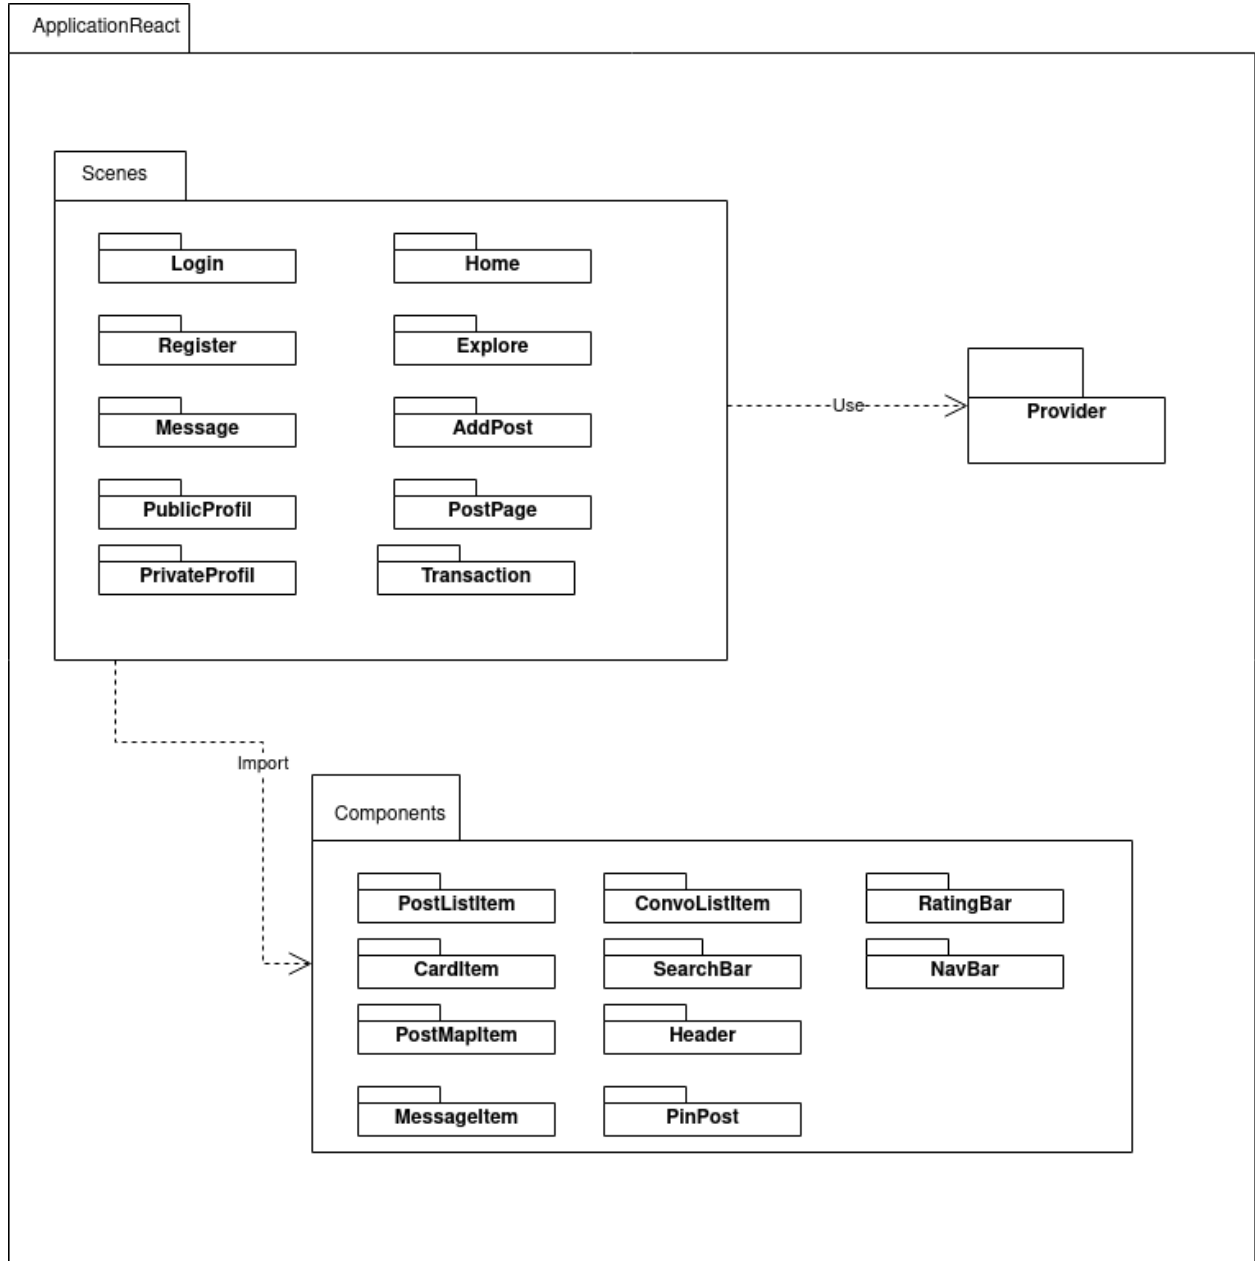 ApplicationReact
Scenes
Login
Home
Register
Explore
Message
AddPost
Use
Provider
PublicProfil
PostPage
PrivateProfil
Transaction
Import
Components
PostListItem
ConvoListItem
RatingBar
CardItem
SearchBar
NavBar
PostMapItem
Header
MessageItem
PinPost